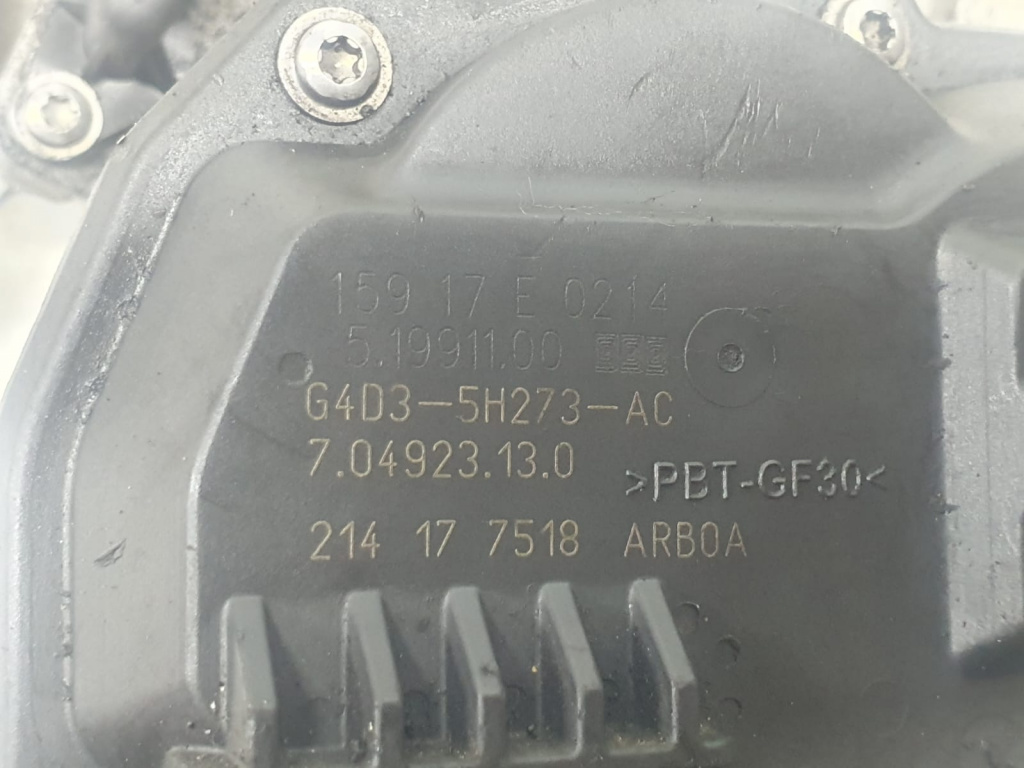 159 17 E 0214
5.19911.00
G4D3-5H273-AC
7.04923.13.0
>PBT-GF30<
214 17 7518 ARB0A